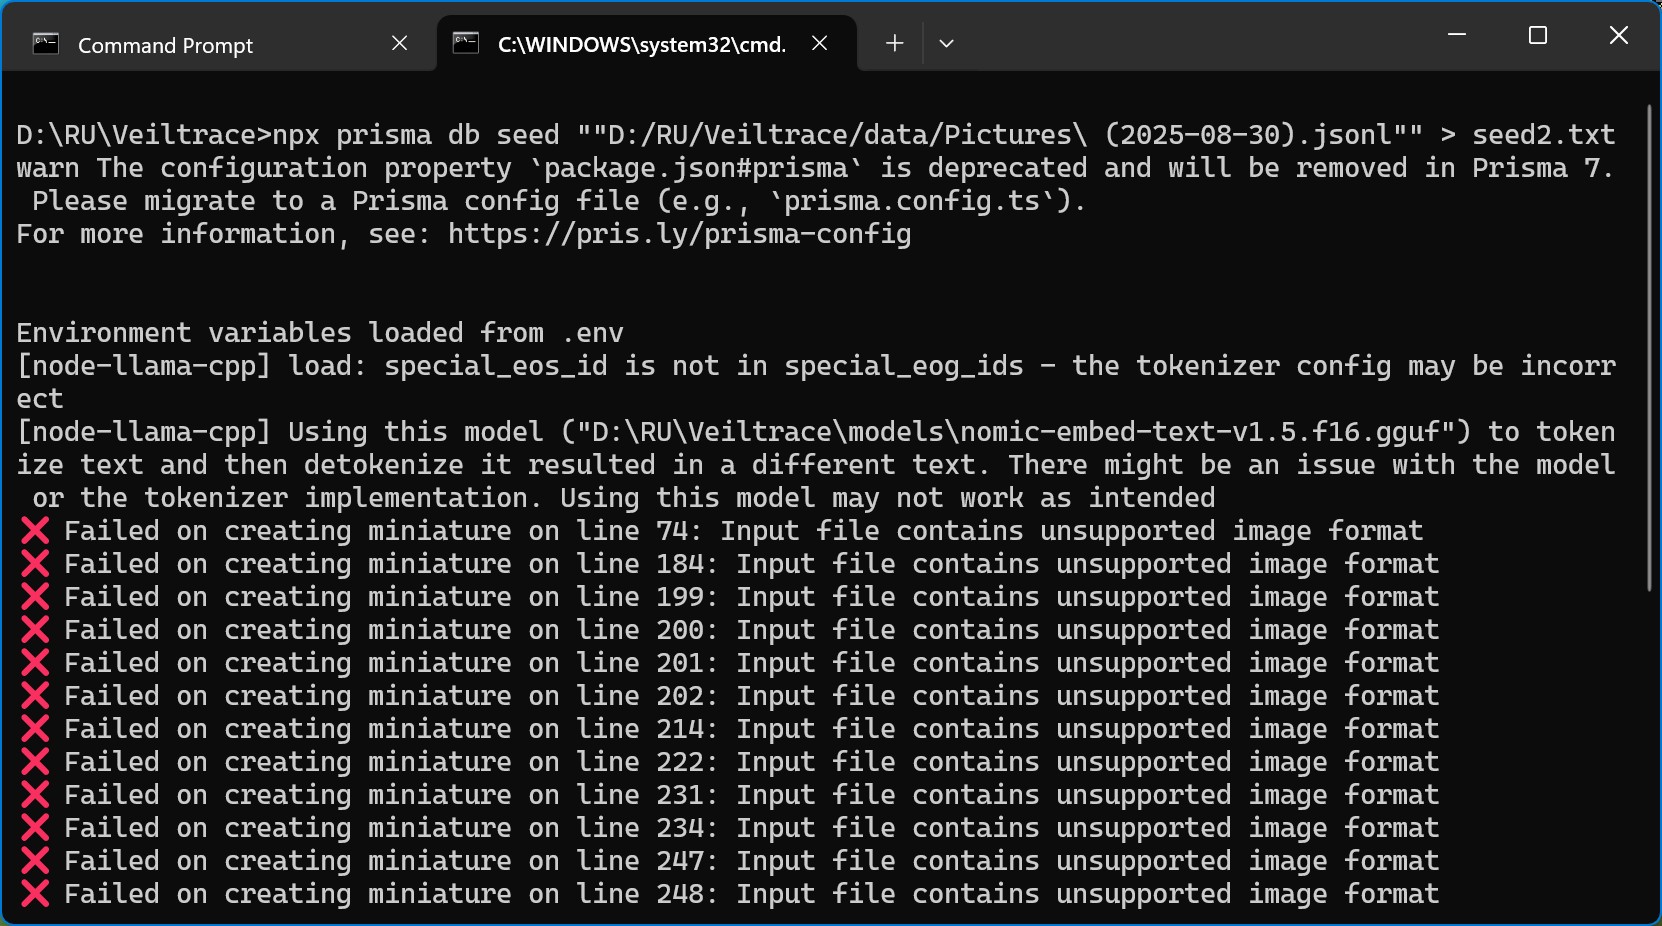 Command Prompt
C:\WINDOWS\system32\cmd.
D:\RU\Veiltrace>npx prisma db seed ""D:/RU/Veiltrace/data/Pictures\ (2025-08-30).jsonl"" > seed2.txt
warn The configuration property `package.json#prisma` is deprecated and will be removed in Prisma 7.
 Please migrate to a Prisma config file (e.g., `prisma.config.ts`).
For more information, see: https://pris.ly/prisma-config
Environment variables loaded from .env
[node-llama-cpp] load: special_eos_id is not in special_eog_ids - the tokenizer config may be incorr
ect
[node-llama-cpp] Using this model ("D:\RU\Veiltrace\models\nomic-embed-text-v1.5.f16.gguf") to token
ize text and then detokenize it resulted in a different text. There might be an issue with the model
 or the tokenizer implementation. Using this model may not work as intended
❌ Failed on creating miniature on line 74: Input file contains unsupported image format
❌ Failed on creating miniature on line 184: Input file contains unsupported image format
❌ Failed on creating miniature on line 199: Input file contains unsupported image format
❌ Failed on creating miniature on line 200: Input file contains unsupported image format
❌ Failed on creating miniature on line 201: Input file contains unsupported image format
❌ Failed on creating miniature on line 202: Input file contains unsupported image format
❌ Failed on creating miniature on line 214: Input file contains unsupported image format
❌ Failed on creating miniature on line 222: Input file contains unsupported image format
❌ Failed on creating miniature on line 231: Input file contains unsupported image format
❌ Failed on creating miniature on line 234: Input file contains unsupported image format
❌ Failed on creating miniature on line 247: Input file contains unsupported image format
❌ Failed on creating miniature on line 248: Input file contains unsupported image format